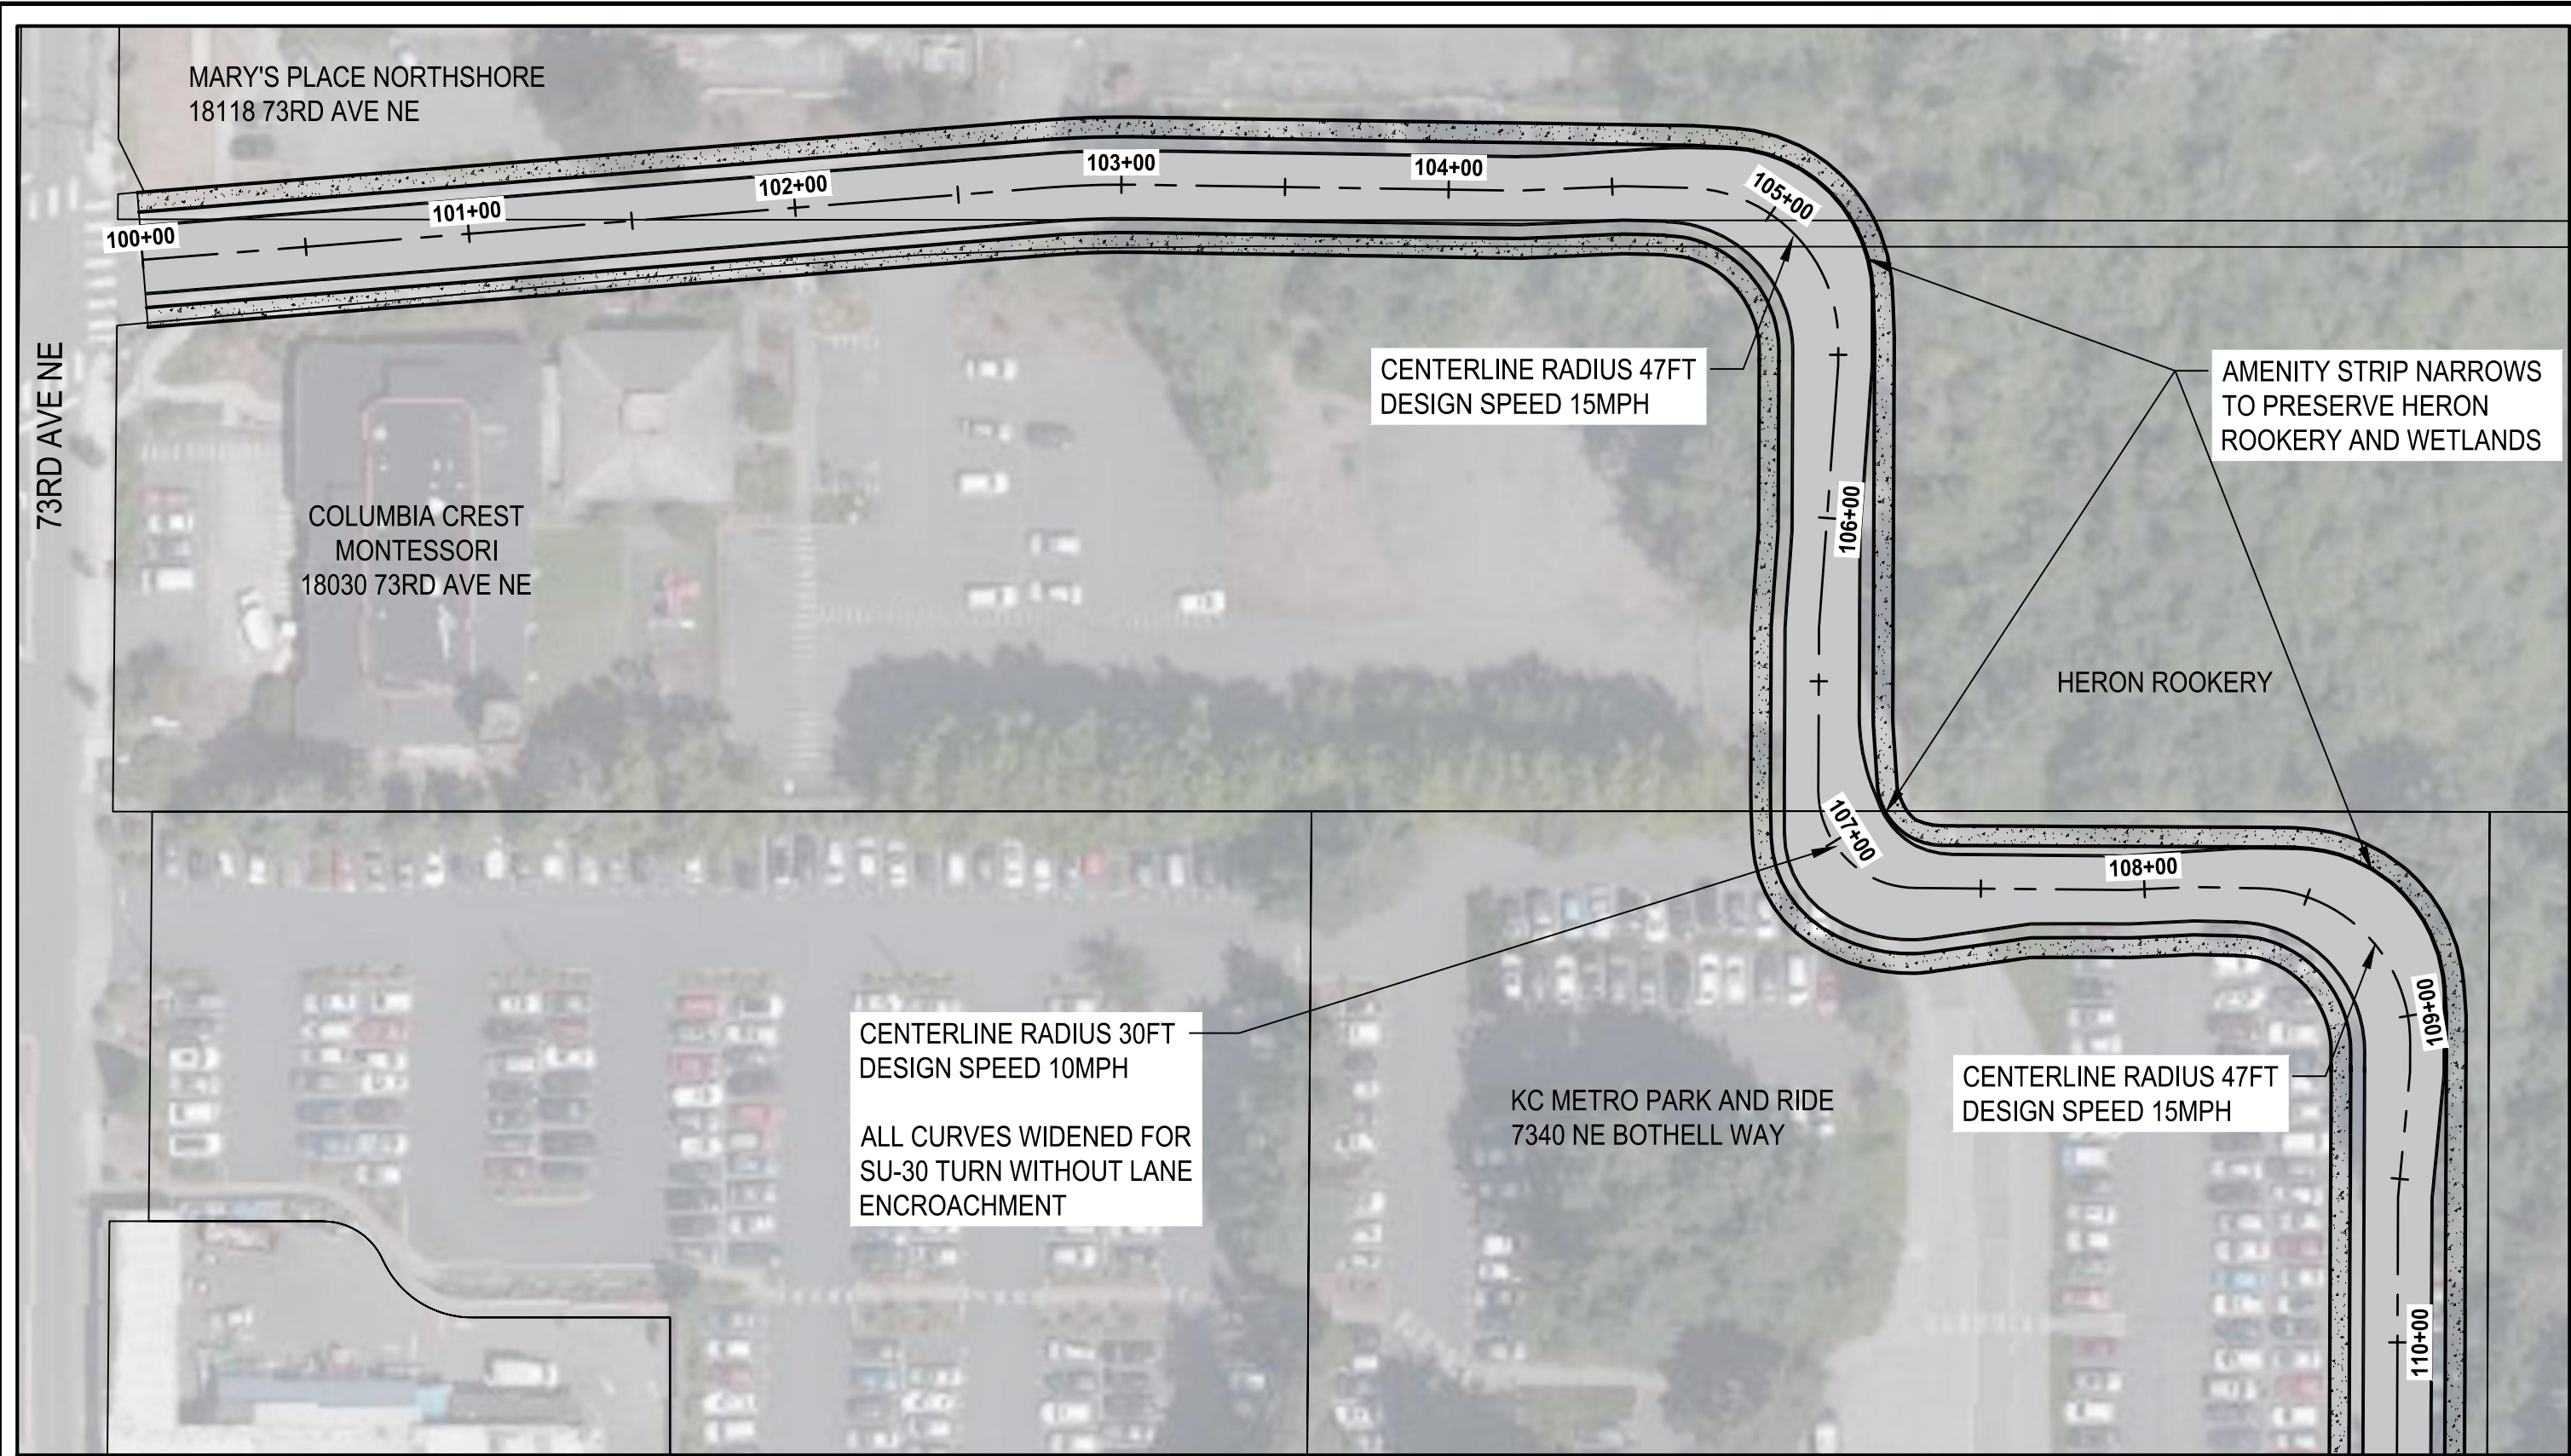 MARY'S PLACE NORTHSHORE
18118 73RD AVE NE
100+00
101+00
102+00
103+00
104+00
105+00
106+00
107+00
108+00
109+00
110+00
73RD AVE NE
CENTERLINE RADIUS 47FT
DESIGN SPEED 15MPH
AMENITY STRIP NARROWS
TO PRESERVE HERON
ROOKERY AND WETLANDS
COLUMBIA CREST
MONTESSORI
18030 73RD AVE NE
HERON ROOKERY
CENTERLINE RADIUS 30FT
DESIGN SPEED 10MPH
ALL CURVES WIDENED FOR
SU-30 TURN WITHOUT LANE
ENCROACHMENT
KC METRO PARK AND RIDE
7340 NE BOTHELL WAY
CENTERLINE RADIUS 47FT
DESIGN SPEED 15MPH